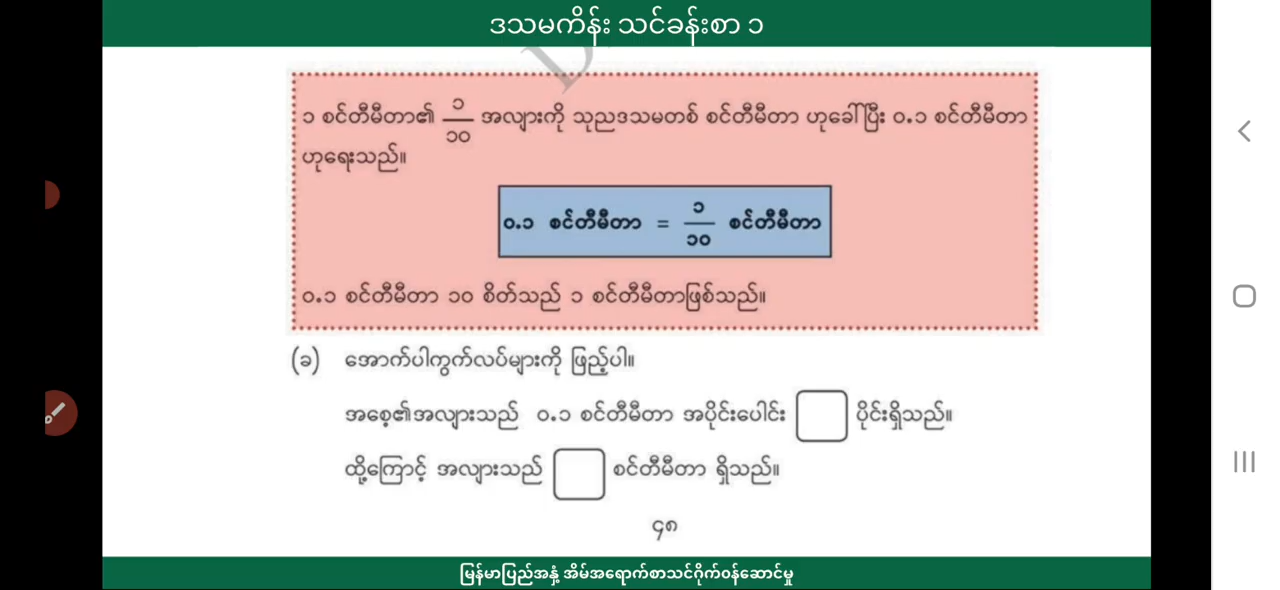 ဒသမကိန်း သင်ခန်းစာ ၁
၁ စင်တီမီတာ၏ ၁/၁၀ အလျားကို သုညဒသမတစ် စင်တီမီတာ ဟုခေါ်ပြီး ၀.၁ စင်တီမီတာ
ဟုရေးသည်။
၀.၁ စင်တီမီတာ = ၁/၁၀ စင်တီမီတာ
၀.၁ စင်တီမီတာ ၁၀ စိတ်သည် ၁ စင်တီမီတာဖြစ်သည်။
(ခ) အောက်ပါကွက်လပ်များကို ဖြည့်ပါ။
အစေ့၏အလျားသည် ၀.၁ စင်တီမီတာ အပိုင်းပေါင်း ပိုင်းရှိသည်။
ထို့ကြောင့် အလျားသည် စင်တီမီတာ ရှိသည်။
၄၈
မြန်မာပြည်အနှံ့ အိမ်အရောက်စာသင်ဂိုက်ဝန်ဆောင်မှု